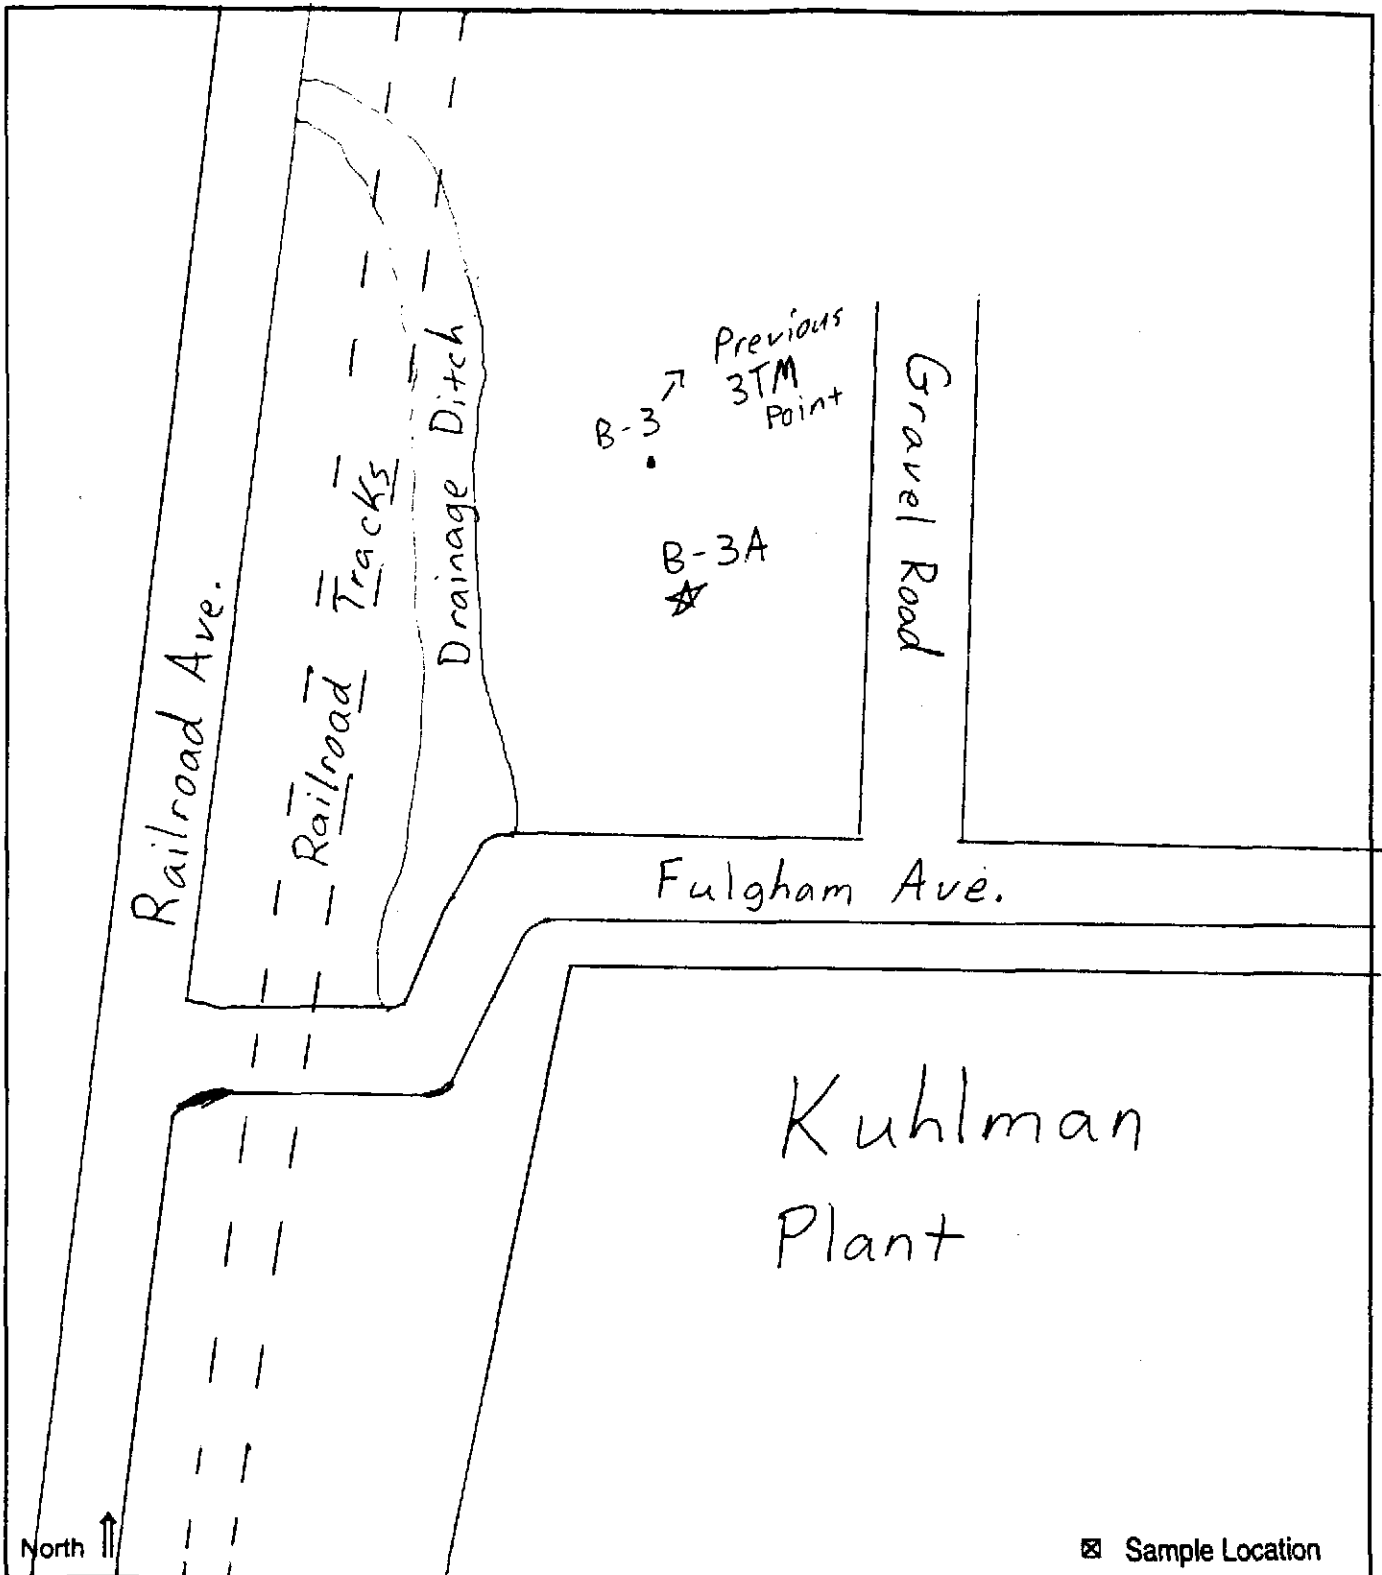 Previous
3TM
Point
B-3
B-3A
Gravel Road
Drainage Ditch
Railroad Tracks
Railroad Ave.
Fulgham Ave.
Kuhlman
Plant
North
Sample Location